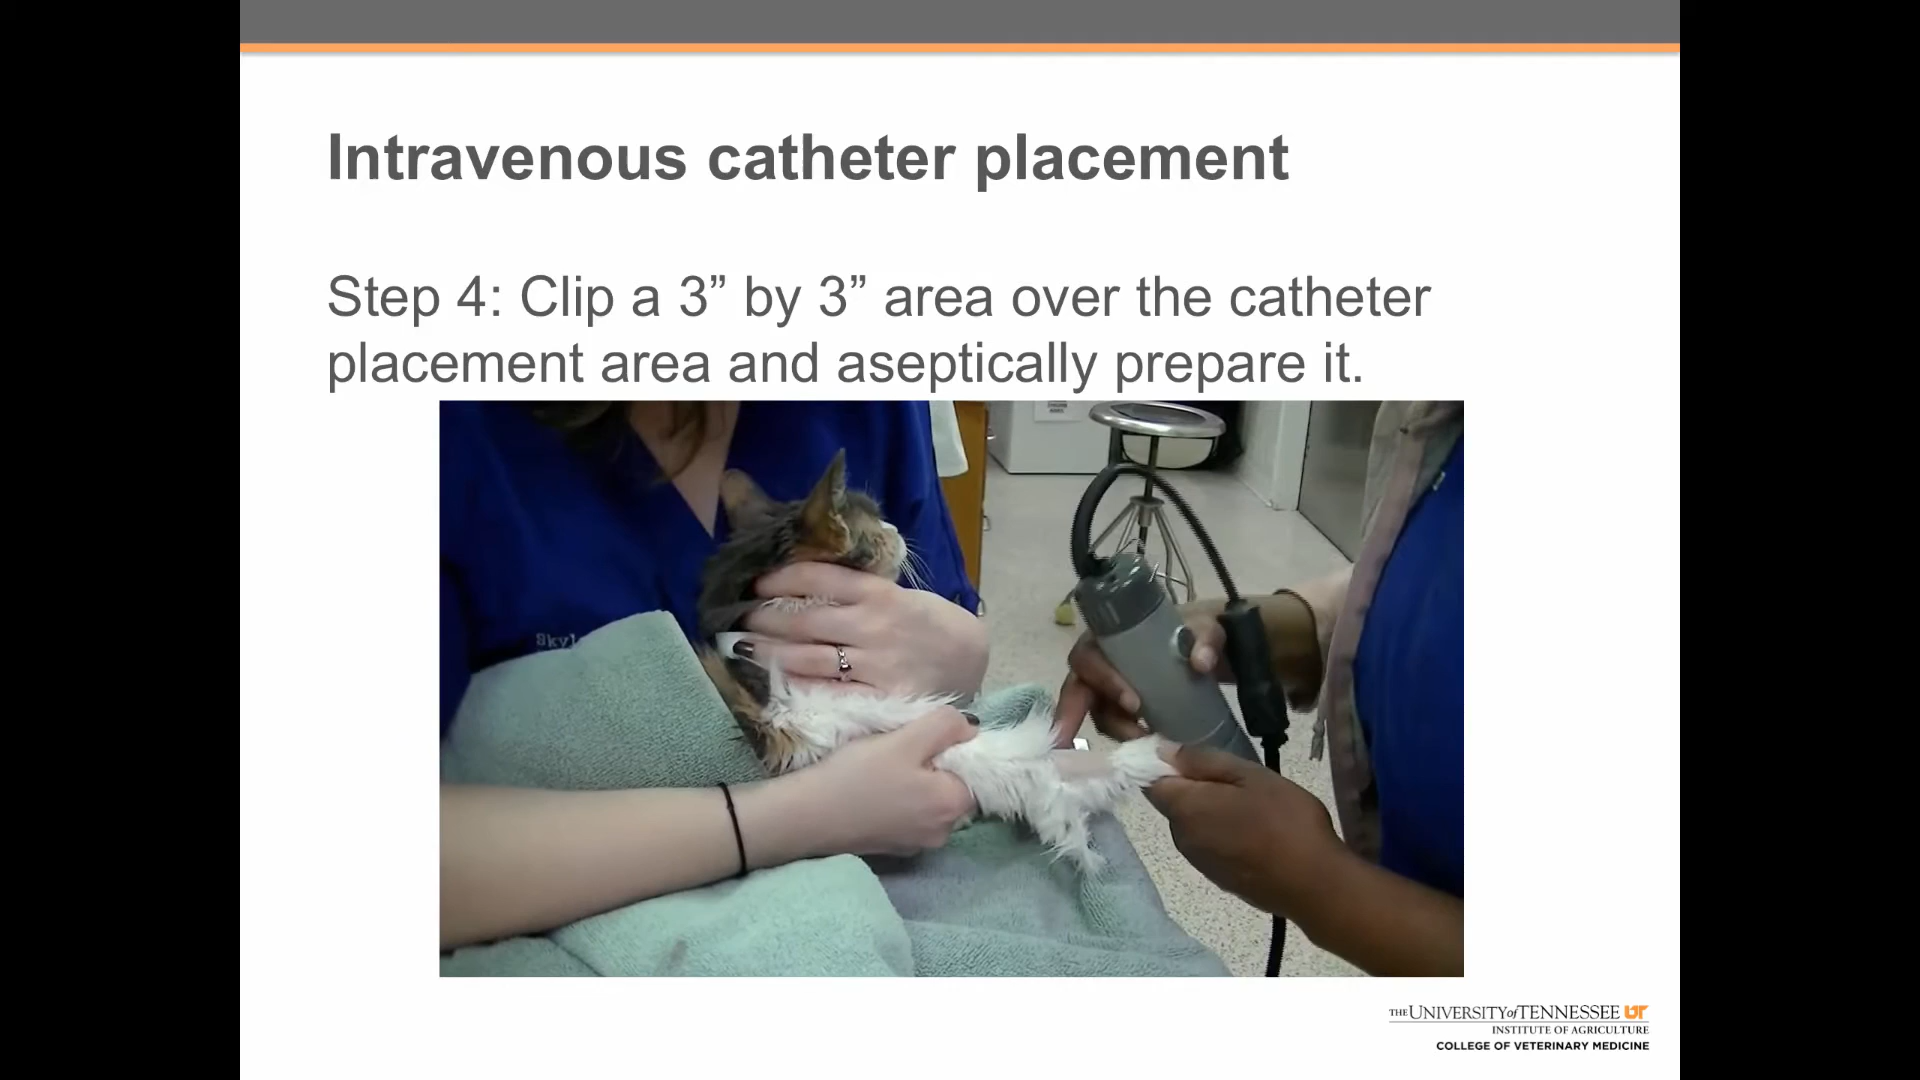 Intravenous catheter placement
Step 4: Clip a 3” by 3” area over the catheter
placement area and aseptically prepare it.
THE UNIVERSITY of TENNESSEE UT
INSTITUTE OF AGRICULTURE
COLLEGE OF VETERINARY MEDICINE